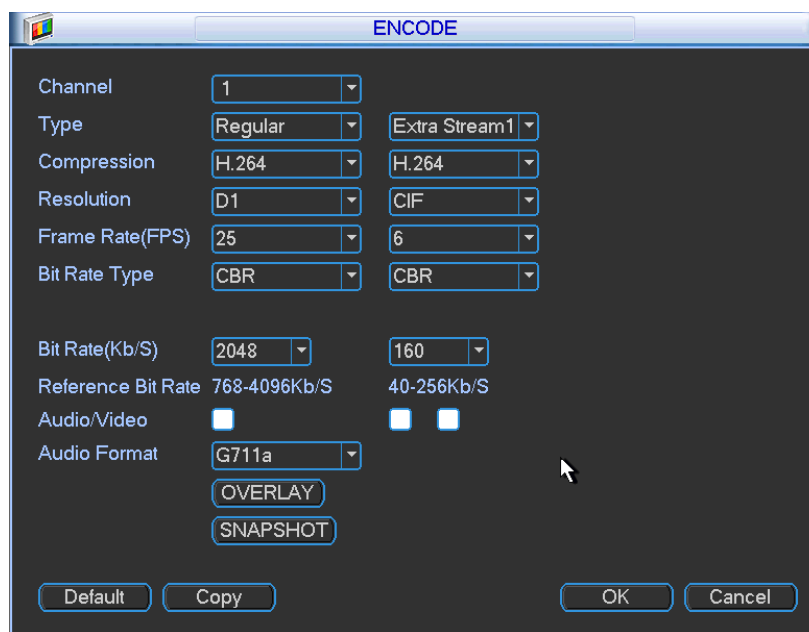 ENCODE
Channel 1
Type Regular Extra Stream1
Compression H.264 H.264
Resolution D1 CIF
Frame Rate(FPS) 25 6
Bit Rate Type CBR CBR
Bit Rate(Kb/S) 2048 160
Reference Bit Rate 768-4096Kb/S 40-256Kb/S
Audio/Video
Audio Format G711a
OVERLAY
SNAPSHOT
Default Copy OK Cancel